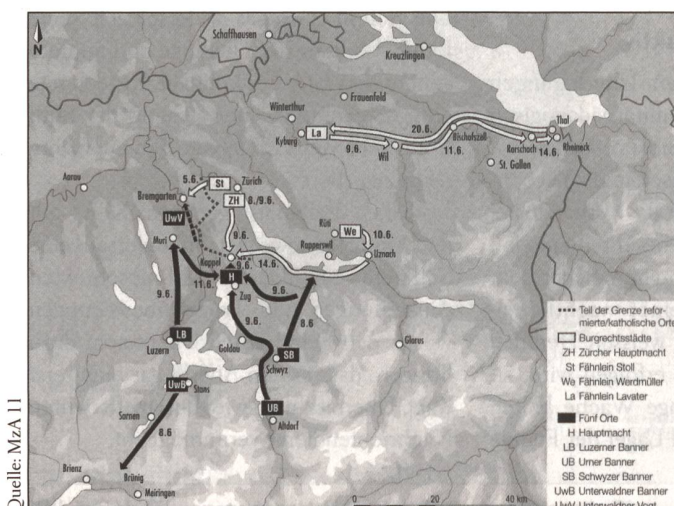 N
Schaffhausen
Kreuzlingen
Frauenfeld
Winterthur
Kyburg
La
9.6.
20.6.
Wil
11.6.
Bischofszell
Thal
Rorschach
14.6.
Rheineck
St. Gallen
Aarau
5.6.
St
Zürich
Bremgarten
ZH
8./9.6.
UwV
9.6.
Rüti
We
10.6.
Muri
Rapperswil
Uznach
Kappel
9.6.
14.6.
11.6.
H
9.6.
Zug
9.6.
9.6.
8.6
LB
Luzern
Goldau
SB
Schwyz
Glarus
UwB
Stans
UB
Altdorf
Sarnen
8.6
Brienz
Brünig
Meiringen
Teil der Grenze refor-
mierte/katholische Orte
Burgrechtsstädte
ZH Zürcher Hauptmacht
St Fähnlein Stoll
We Fähnlein Werdmüller
La Fähnlein Lavater
Fünf Orte
H Hauptmacht
LB Luzerner Banner
UB Urner Banner
SB Schwyzer Banner
UwB Unterwaldner Banner
UwV Unterwaldner Vogt
0 20 40 km
Quelle: MzA 11